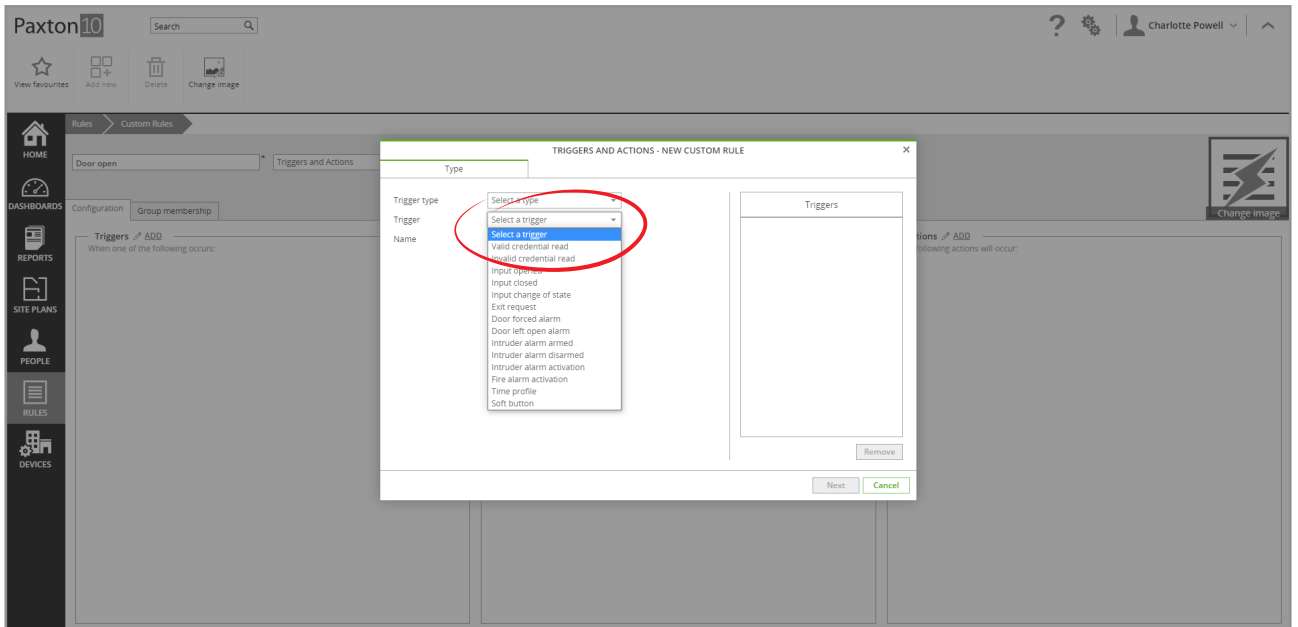 Paxton10
Search
Charlotte Powell
View favourites
Add new
Delete
Change image
Rules
Custom Rules
HOME
DASHBOARDS
REPORTS
SITE PLANS
PEOPLE
RULES
DEVICES
Door open
*
Triggers and Actions
Change image
Configuration
Group membership
Triggers ADD
When one of the following occurs:
tions ADD
following actions will occur:
TRIGGERS AND ACTIONS - NEW CUSTOM RULE
Type
Trigger type
Select a type
Trigger
Select a trigger
Name
Select a trigger
Valid credential read
Invalid credential read
Input opened
Input closed
Input change of state
Exit request
Door forced alarm
Door left open alarm
Intruder alarm armed
Intruder alarm disarmed
Intruder alarm activation
Fire alarm activation
Time profile
Soft button
Triggers
Remove
Next
Cancel